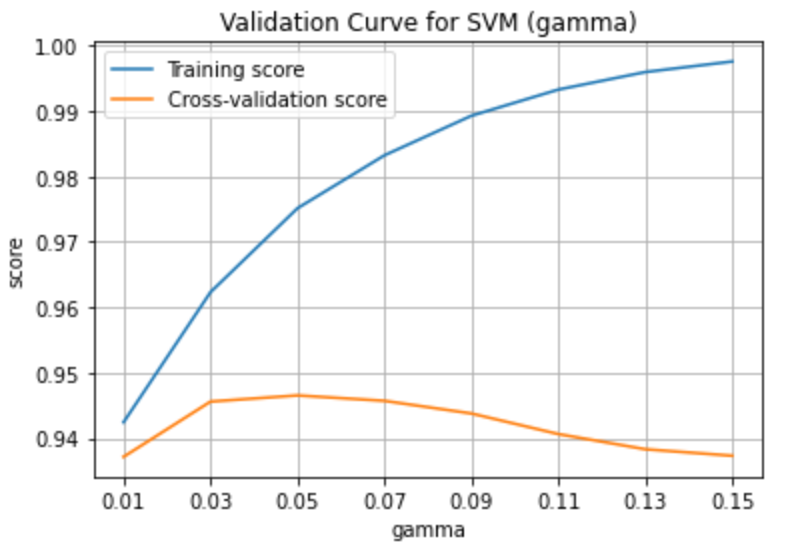 Validation Curve for SVM (gamma)
1.00
0.99
0.98
0.97
0.96
0.95
0.94
score
Training score
Cross-validation score
0.01 0.03 0.05 0.07 0.09 0.11 0.13 0.15
gamma